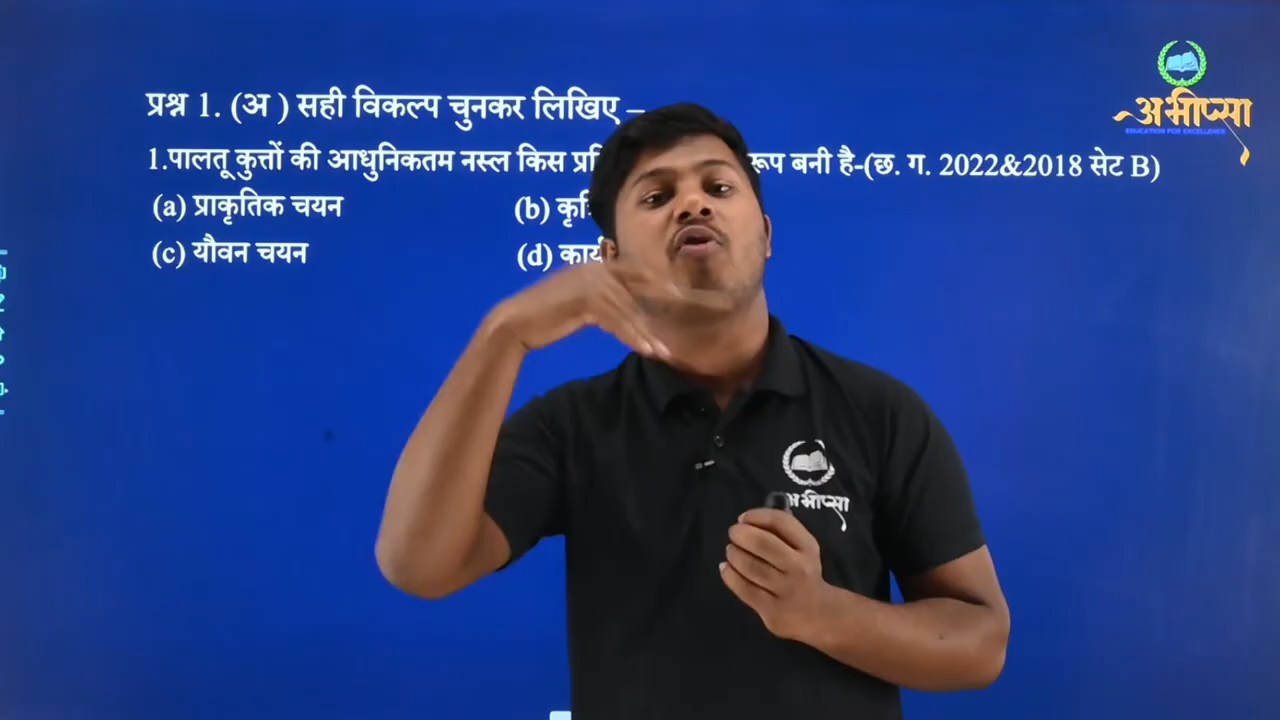 प्रश्न 1. (अ ) सही विकल्प चुनकर लिखिए –
1.पालतू कुत्तों की आधुनिकतम नस्ल किस रूप बनी है-(छ. ग. 2022&2018 सेट B)
(a) प्राकृतिक चयन (b)
(c) यौवन चयन (d)
अभीप्सा
EDUCATION FOR EXCELLENCE
अभीप्सा